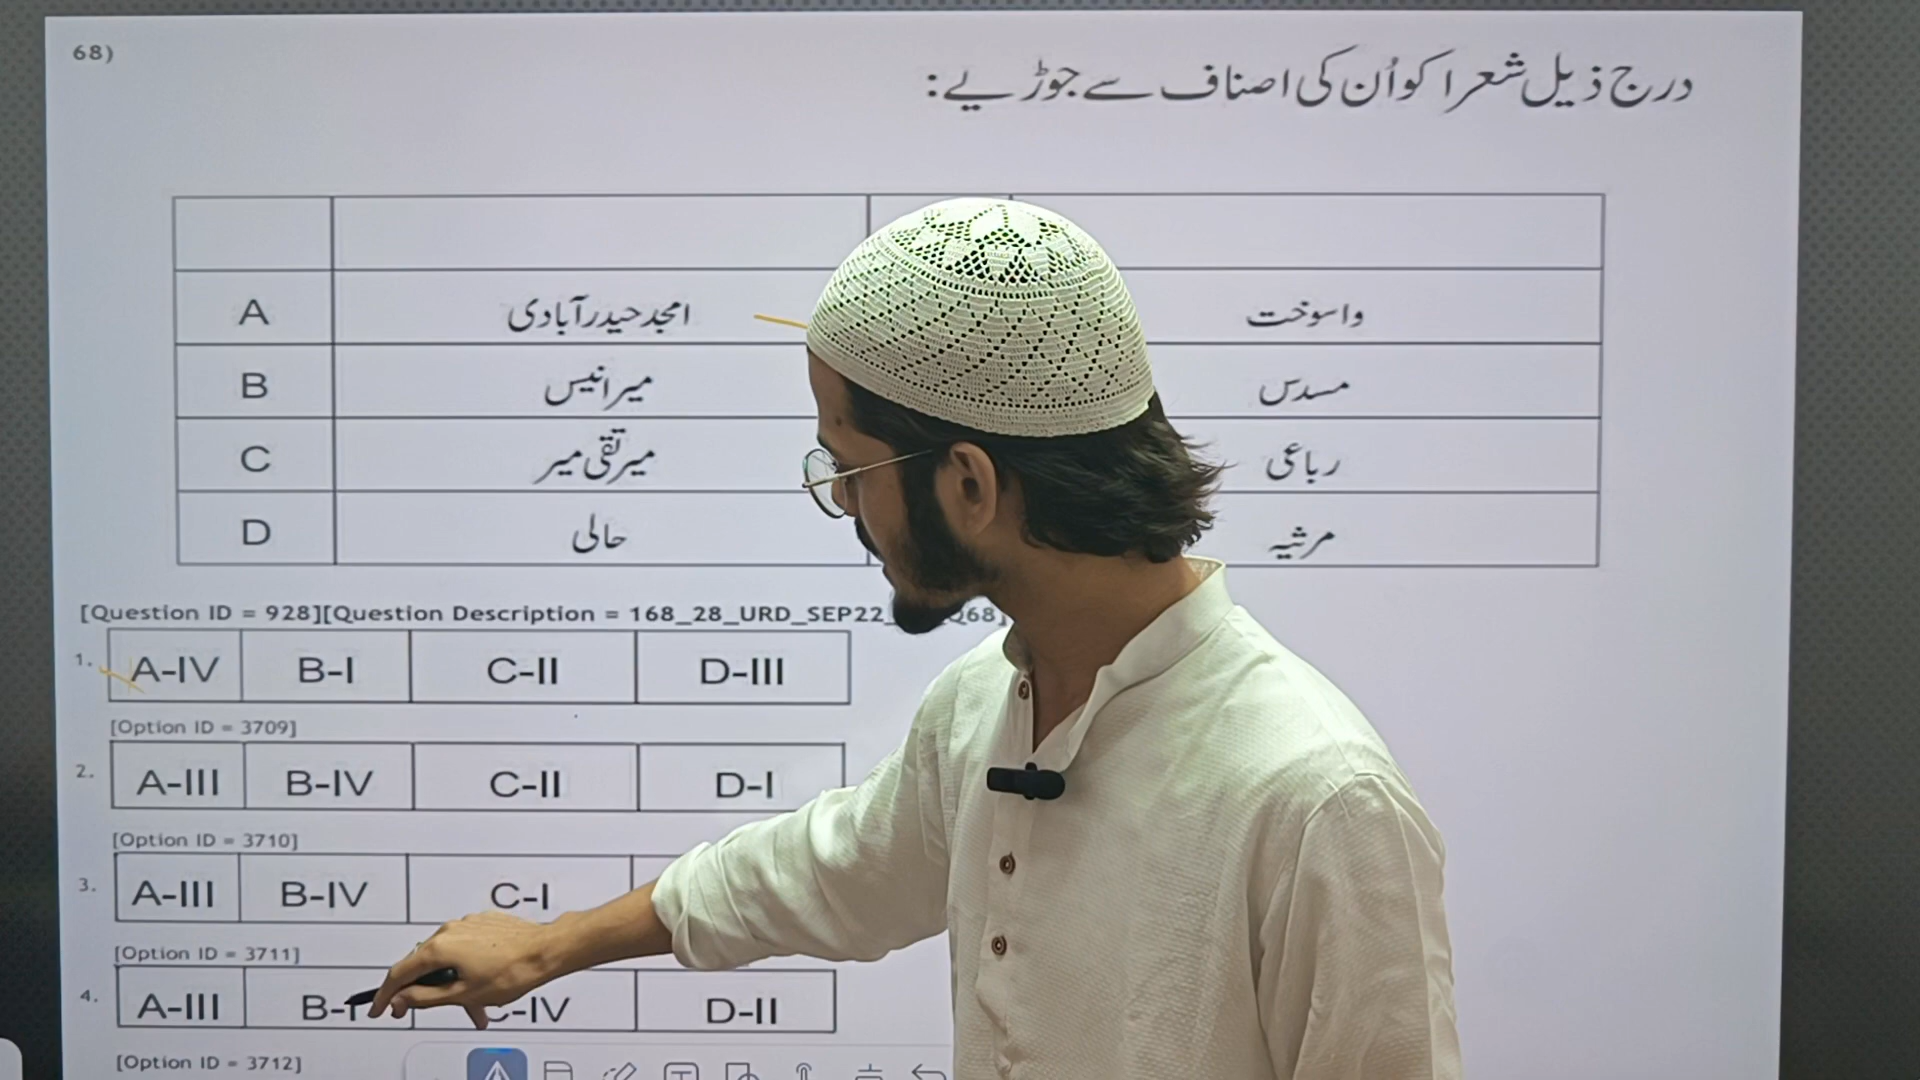 68)
درج ذیل شعرا کو اُن کی اصناف سے جوڑیے:
A امجد حیدرآبادی واسوخت
B میر انیس مسدس
C میر تقی میر رباعی
D حالی مرثیہ
[Question ID = 928][Question Description = 168_28_URD_SEP22_ Q68]
1. A-IV B-I C-II D-III
[Option ID = 3709]
2. A-III B-IV C-II D-I
[Option ID = 3710]
3. A-III B-IV C-I
[Option ID = 3711]
4. A-III B-I C-IV D-II
[Option ID = 3712]